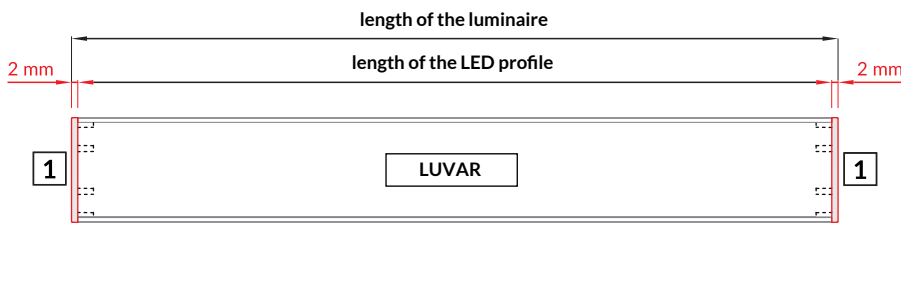 length of the luminaire
length of the LED profile
2 mm
2 mm
1
LUVAR
1